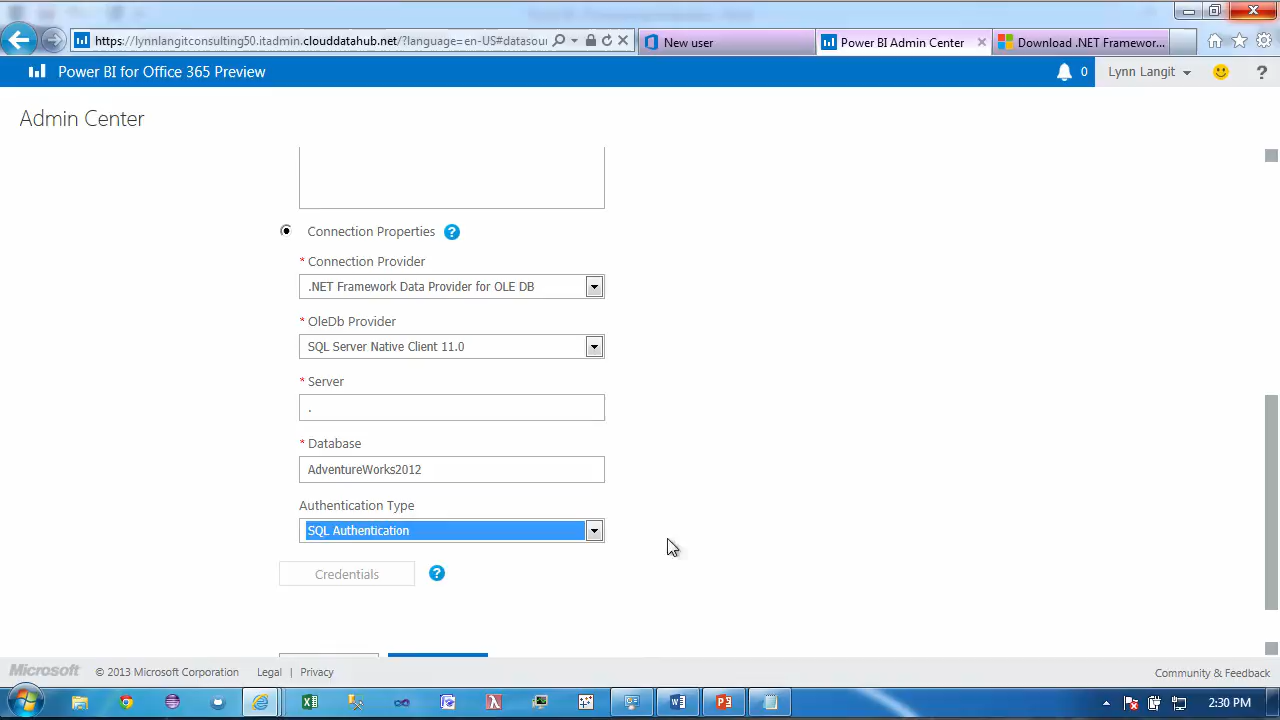 https://lynnlangitconsulting50.itadmin.clouddatahub.net/?language=en-US#datasour
New user
Power BI Admin Center
Download .NET Framewor...
Power BI for Office 365 Preview
0
Lynn Langit
?
Admin Center
Connection Properties ?
* Connection Provider
.NET Framework Data Provider for OLE DB
* OleDb Provider
SQL Server Native Client 11.0
* Server
.
* Database
AdventureWorks2012
Authentication Type
SQL Authentication
Credentials ?
Microsoft © 2013 Microsoft Corporation Legal | Privacy
Community & Feedback
2:30 PM